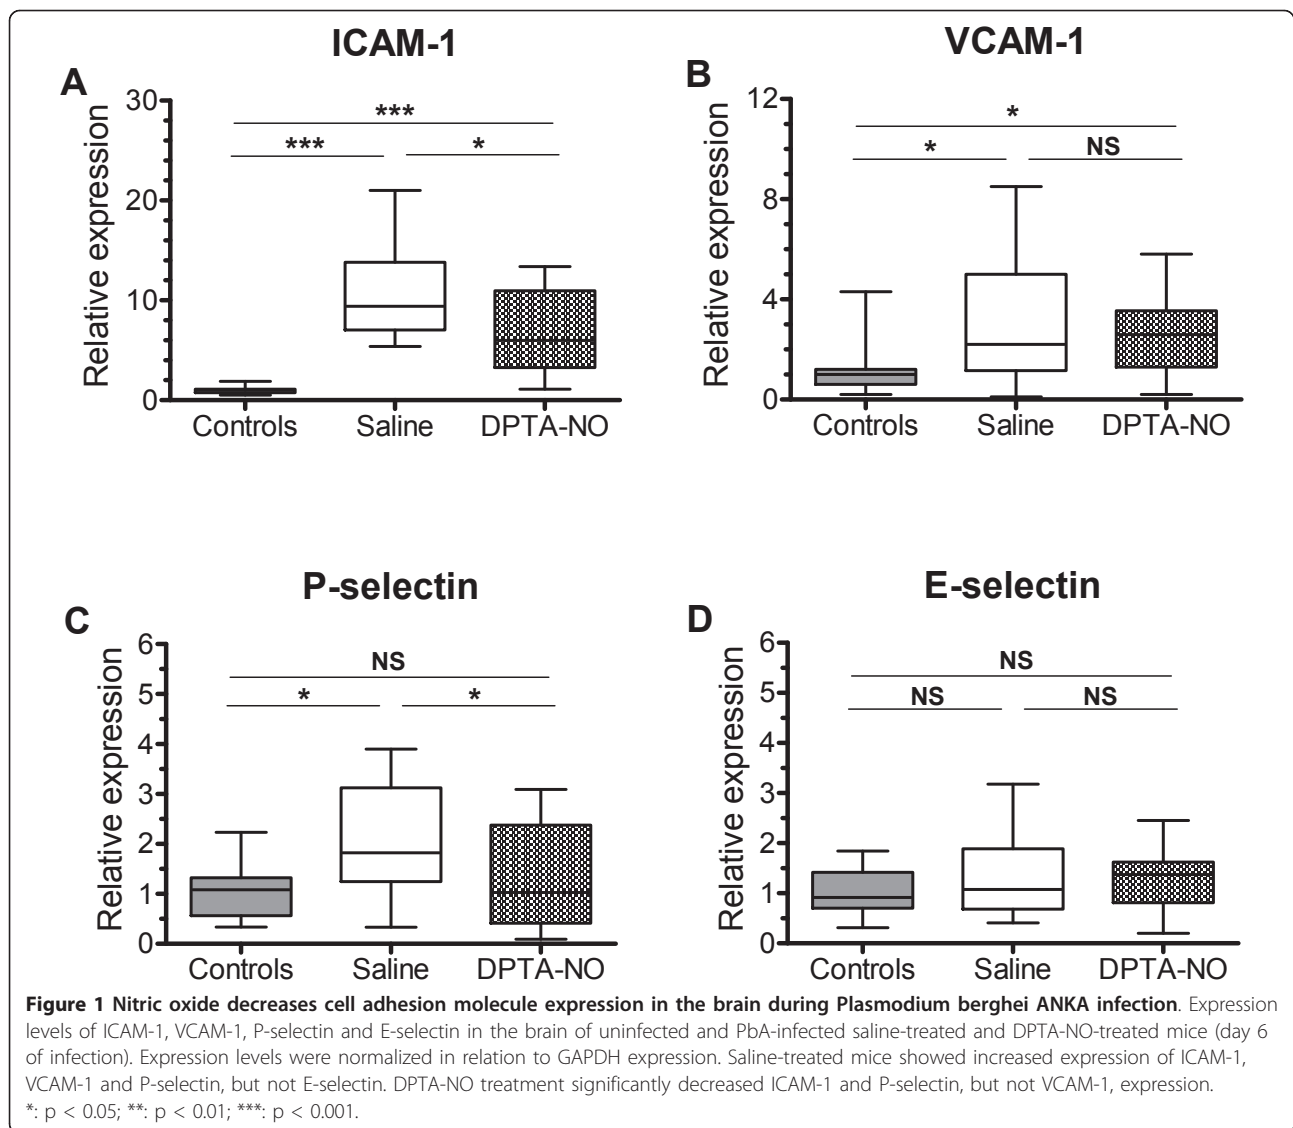 ICAM-1
A
Relative expression
30
20
10
0
***
***
*
Controls
Saline
DPTA-NO
VCAM-1
B
Relative expression
12
8
4
0
*
*
NS
Controls
Saline
DPTA-NO
P-selectin
C
Relative expression
6
5
4
3
2
1
0
NS
*
*
Controls
Saline
DPTA-NO
E-selectin
D
Relative expression
6
5
4
3
2
1
0
NS
NS
NS
Controls
Saline
DPTA-NO
Figure 1 Nitric oxide decreases cell adhesion molecule expression in the brain during Plasmodium berghei ANKA infection. Expression
levels of ICAM-1, VCAM-1, P-selectin and E-selectin in the brain of uninfected and PbA-infected saline-treated and DPTA-NO-treated mice (day 6
of infection). Expression levels were normalized in relation to GAPDH expression. Saline-treated mice showed increased expression of ICAM-1,
VCAM-1 and P-selectin, but not E-selectin. DPTA-NO treatment significantly decreased ICAM-1 and P-selectin, but not VCAM-1, expression.
*: p < 0.05; **: p < 0.01; ***: p < 0.001.